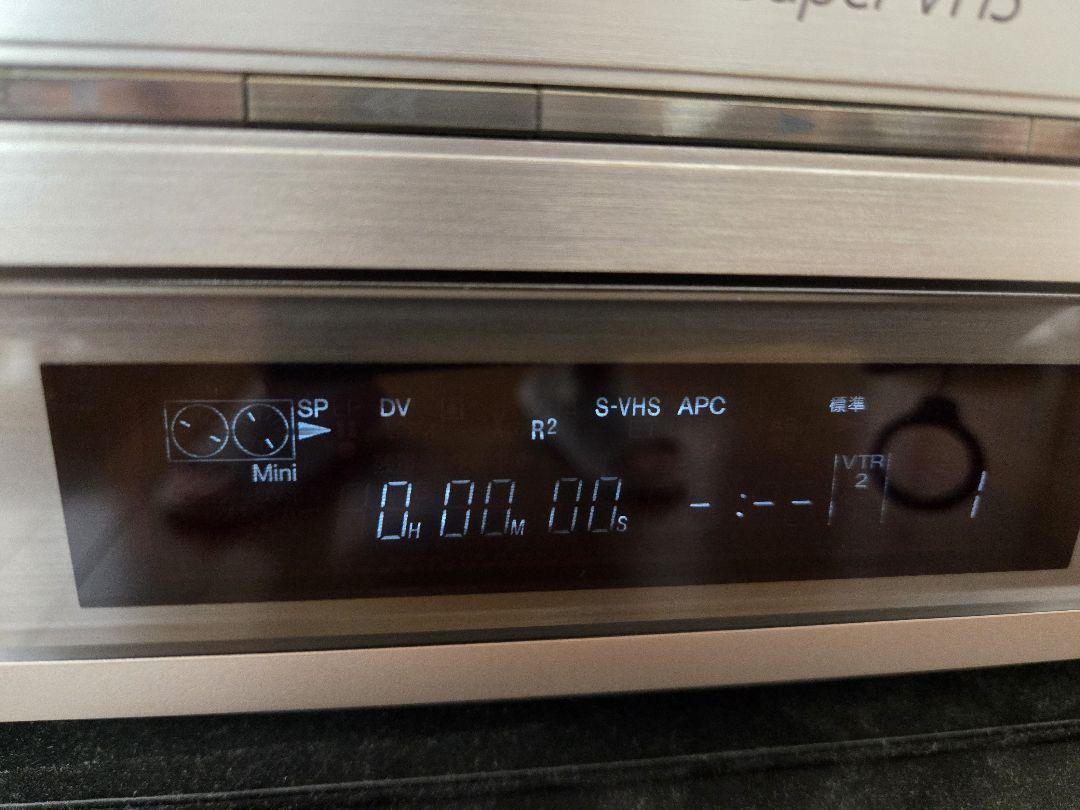 Super VHS
SP DV S-VHS APC 標準
R2
Mini
0H 00M 00S -:-- VTR 2 1